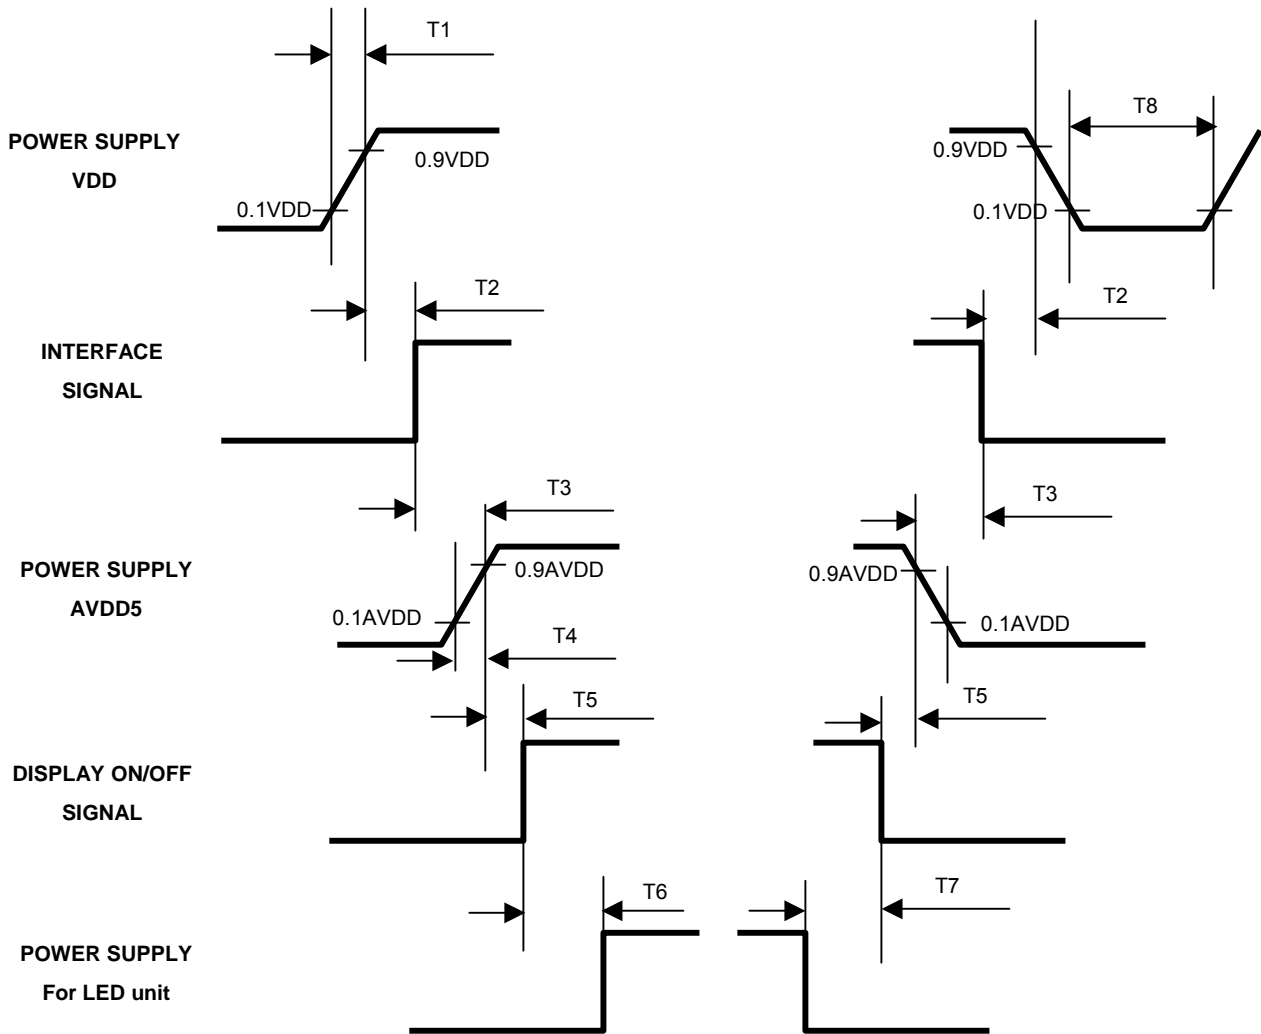 T1
T8
POWER SUPPLY
VDD
0.9VDD
0.1VDD
0.9VDD
0.1VDD
T2
T2
INTERFACE
SIGNAL
T3
T3
POWER SUPPLY
AVDD5
0.9AVDD
0.1AVDD
0.9AVDD
0.1AVDD
T4
T5
T5
DISPLAY ON/OFF
SIGNAL
T6
T7
POWER SUPPLY
For LED unit